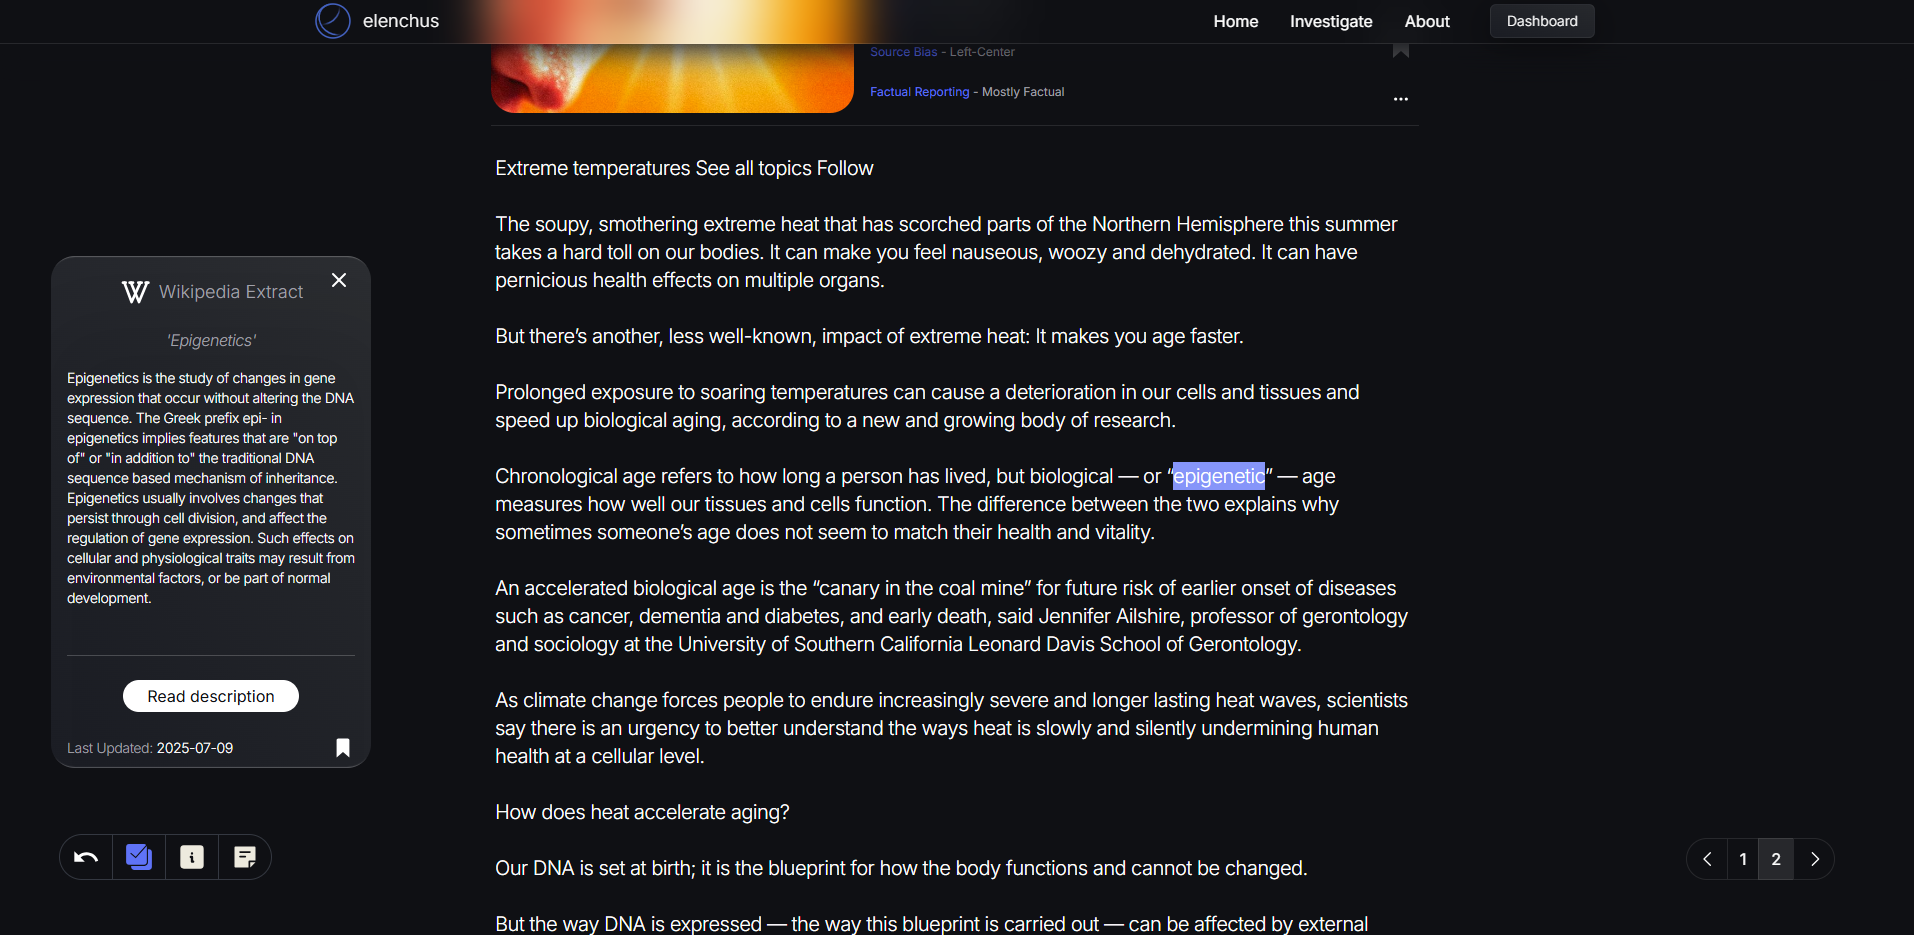 elenchus
Home
Investigate
About
Dashboard
Source Bias - Left-Center
Factual Reporting - Mostly Factual
Extreme temperatures See all topics Follow
The soupy, smothering extreme heat that has scorched parts of the Northern Hemisphere this summer
takes a hard toll on our bodies. It can make you feel nauseous, woozy and dehydrated. It can have
pernicious health effects on multiple organs.
But there’s another, less well-known, impact of extreme heat: It makes you age faster.
Prolonged exposure to soaring temperatures can cause a deterioration in our cells and tissues and
speed up biological aging, according to a new and growing body of research.
Chronological age refers to how long a person has lived, but biological — or “epigenetic” — age
measures how well our tissues and cells function. The difference between the two explains why
sometimes someone’s age does not seem to match their health and vitality.
An accelerated biological age is the “canary in the coal mine” for future risk of earlier onset of diseases
such as cancer, dementia and diabetes, and early death, said Jennifer Ailshire, professor of gerontology
and sociology at the University of Southern California Leonard Davis School of Gerontology.
As climate change forces people to endure increasingly severe and longer lasting heat waves, scientists
say there is an urgency to better understand the ways heat is slowly and silently undermining human
health at a cellular level.
How does heat accelerate aging?
Our DNA is set at birth; it is the blueprint for how the body functions and cannot be changed.
But the way DNA is expressed — the way this blueprint is carried out — can be affected by external
W Wikipedia Extract
'Epigenetics'
Epigenetics is the study of changes in gene
expression that occur without altering the DNA
sequence. The Greek prefix epi- in
epigenetics implies features that are "on top
of" or "in addition to" the traditional DNA
sequence based mechanism of inheritance.
Epigenetics usually involves changes that
persist through cell division, and affect the
regulation of gene expression. Such effects on
cellular and physiological traits may result from
environmental factors, or be part of normal
development.
Read description
Last Updated: 2025-07-09
1
2